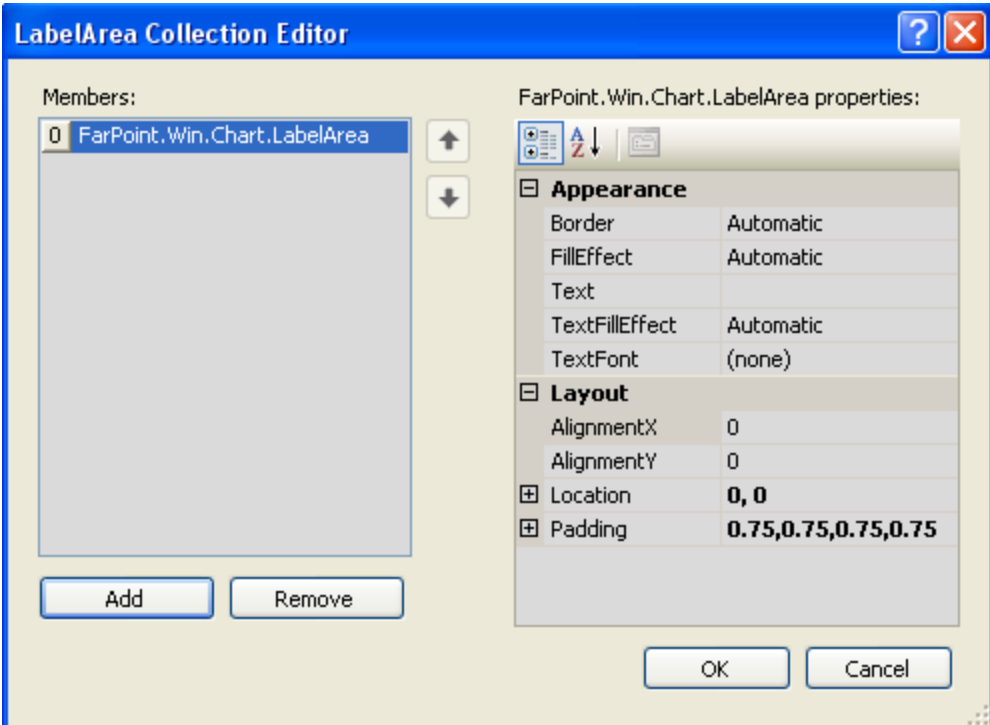 LabelArea Collection Editor
Members:
FarPoint.Win.Chart.LabelArea properties:
0 FarPoint.Win.Chart.LabelArea
Appearance
Border Automatic
FillEffect Automatic
Text
TextFillEffect Automatic
TextFont (none)
Layout
AlignmentX 0
AlignmentY 0
Location 0, 0
Padding 0.75,0.75,0.75,0.75
Add Remove
OK Cancel